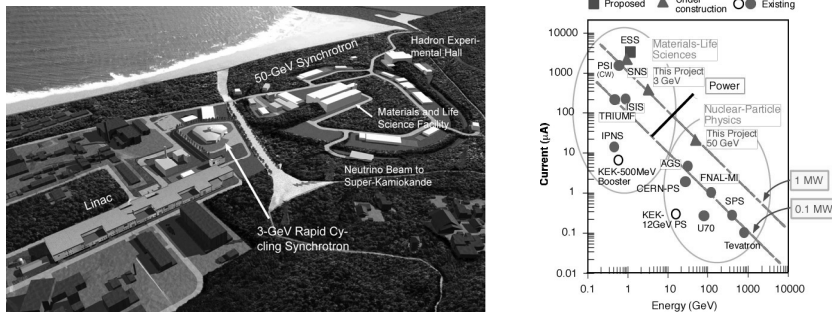 50-GeV Synchrotron
Hadron Experi-
mental Hall
Materials and Life
Science Facility
Neutrino Beam to
Super-Kamiokande
Linac
3-GeV Rapid Cy-
cling Synchrotron
Proposed
Under
construction
Existing
10000
1000
100
10
1
0.1
0.01
Current (µA)
ESS
Materials-Life
Sciences
PSI
(CW)
SNS
This Project
3 GeV
Power
ISIS
TRIUMF
Nuclear-Particle
Physics
This Project
50 GeV
IPNS
KEK-500MeV
Booster
AGS
FNAL-MI
CERN-PS
SPS
KEK-
12GeV PS
U70
Tevatron
1 MW
0.1 MW
0.1
1
10
100
1000
10000
Energy (GeV)